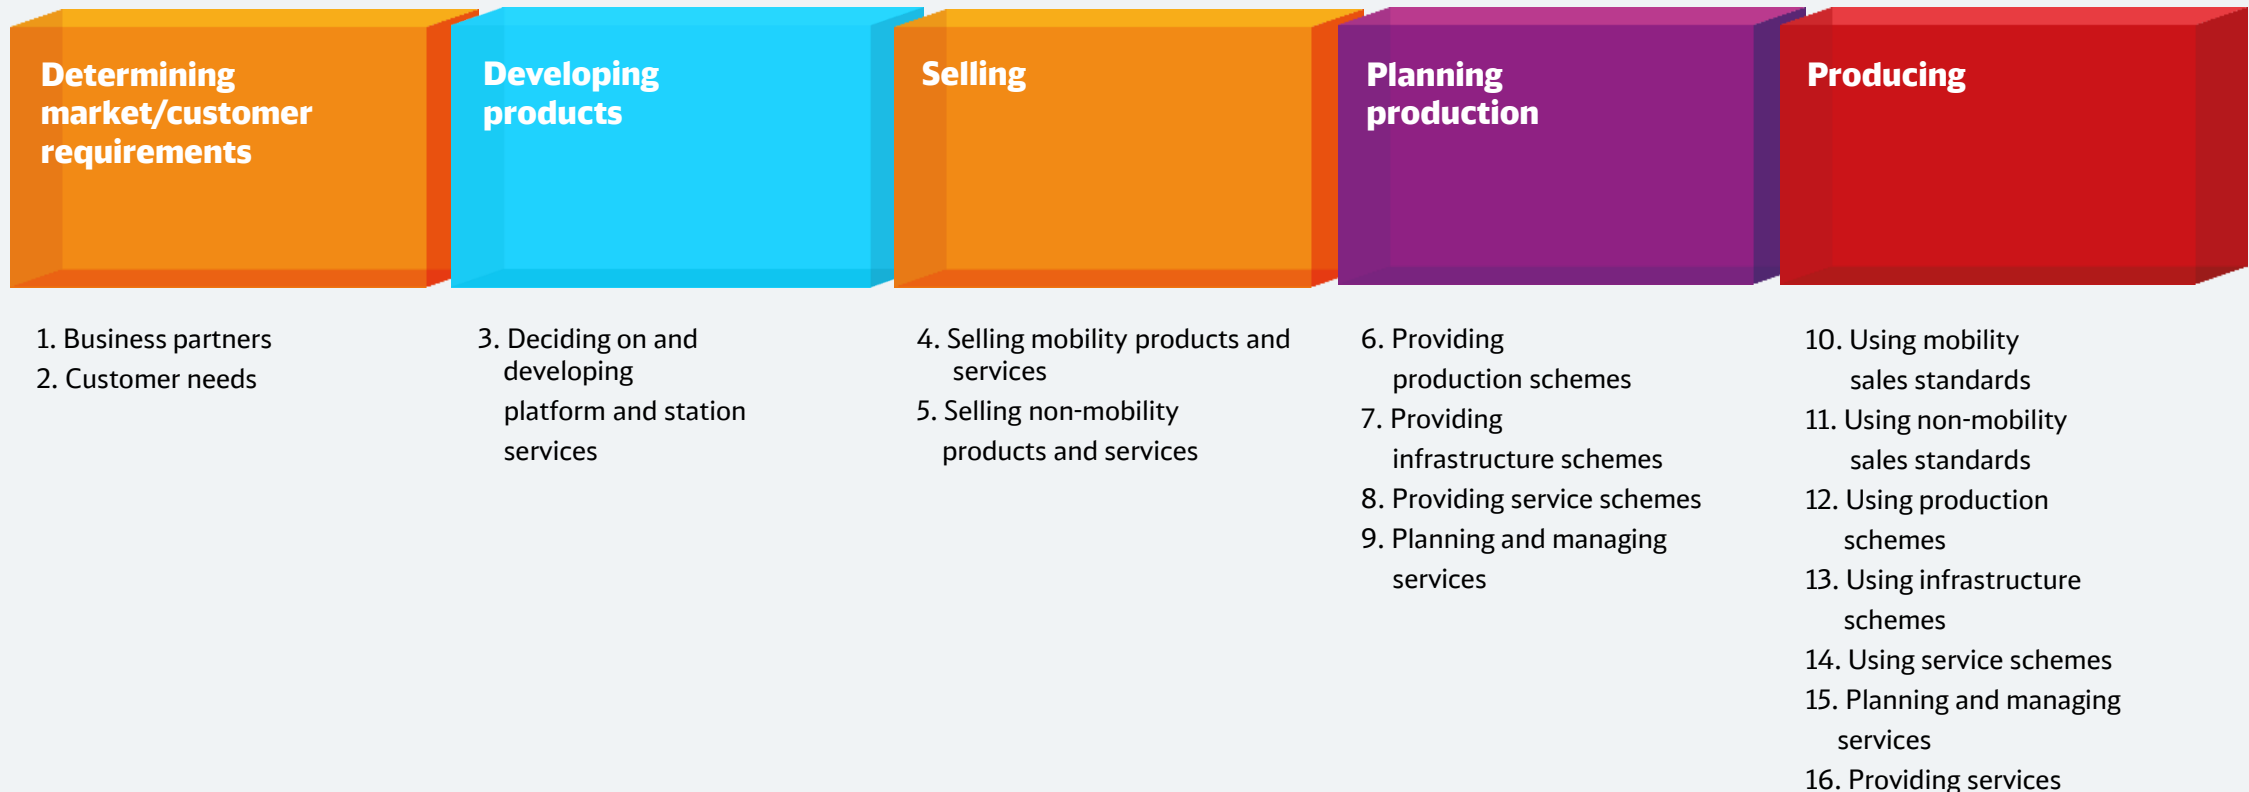 Determining
market/customer
requirements
1. Business partners
2. Customer needs
Developing
products
3. Deciding on and
developing
platform and station
services
Selling
4. Selling mobility products and
services
5. Selling non-mobility
products and services
Planning
production
6. Providing
production schemes
7. Providing
infrastructure schemes
8. Providing service schemes
9. Planning and managing
services
Producing
10. Using mobility
sales standards
11. Using non-mobility
sales standards
12. Using production
schemes
13. Using infrastructure
schemes
14. Using service schemes
15. Planning and managing
services
16. Providing services